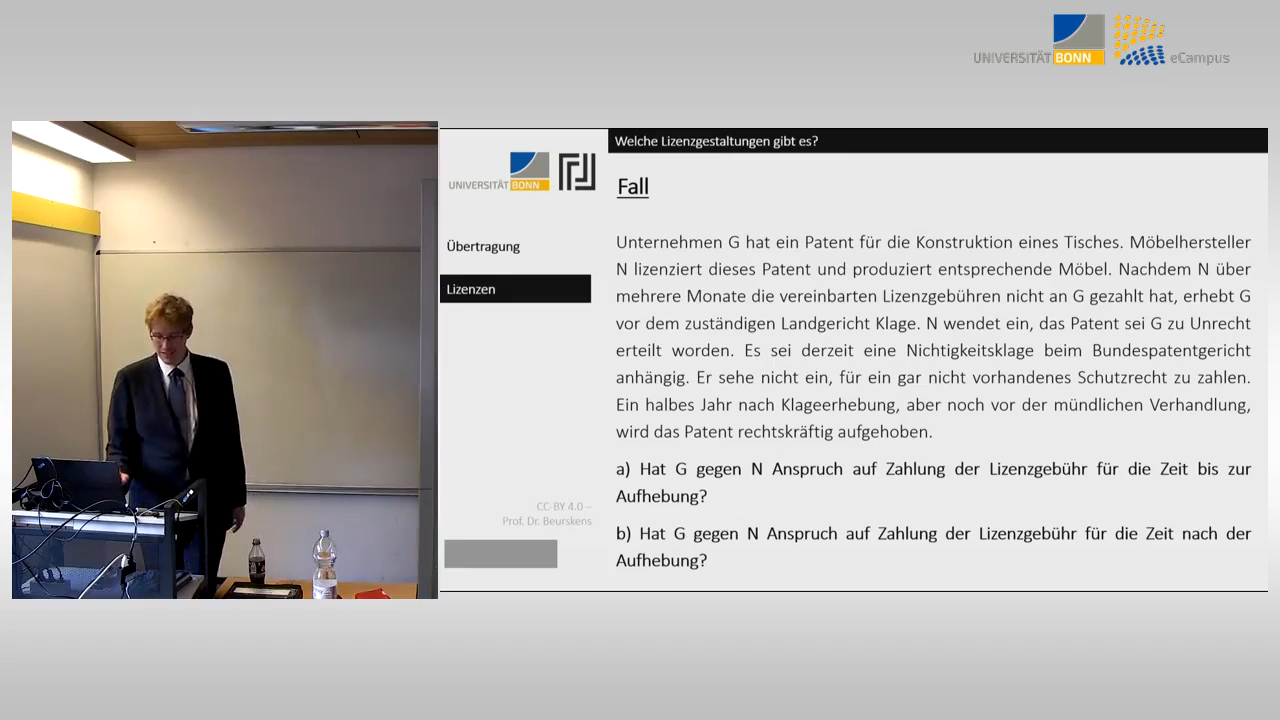 UNIVERSITÄT BONN eCampus
Welche Lizenzgestaltungen gibt es?
UNIVERSITÄT BONN
Fall
Übertragung
Lizenzen
Unternehmen G hat ein Patent für die Konstruktion eines Tisches. Möbelhersteller
N lizenziert dieses Patent und produziert entsprechende Möbel. Nachdem N über
mehrere Monate die vereinbarten Lizenzgebühren nicht an G gezahlt hat, erhebt G
vor dem zuständigen Landgericht Klage. N wendet ein, das Patent sei G zu Unrecht
erteilt worden. Es sei derzeit eine Nichtigkeitsklage beim Bundespatentgericht
anhängig. Er sehe nicht ein, für ein gar nicht vorhandenes Schutzrecht zu zahlen.
Ein halbes Jahr nach Klageerhebung, aber noch vor der mündlichen Verhandlung,
wird das Patent rechtskräftig aufgehoben.
a) Hat G gegen N Anspruch auf Zahlung der Lizenzgebühr für die Zeit bis zur
Aufhebung?
b) Hat G gegen N Anspruch auf Zahlung der Lizenzgebühr für die Zeit nach der
Aufhebung?
CC-BY 4.0 –
Prof. Dr. Beurskens